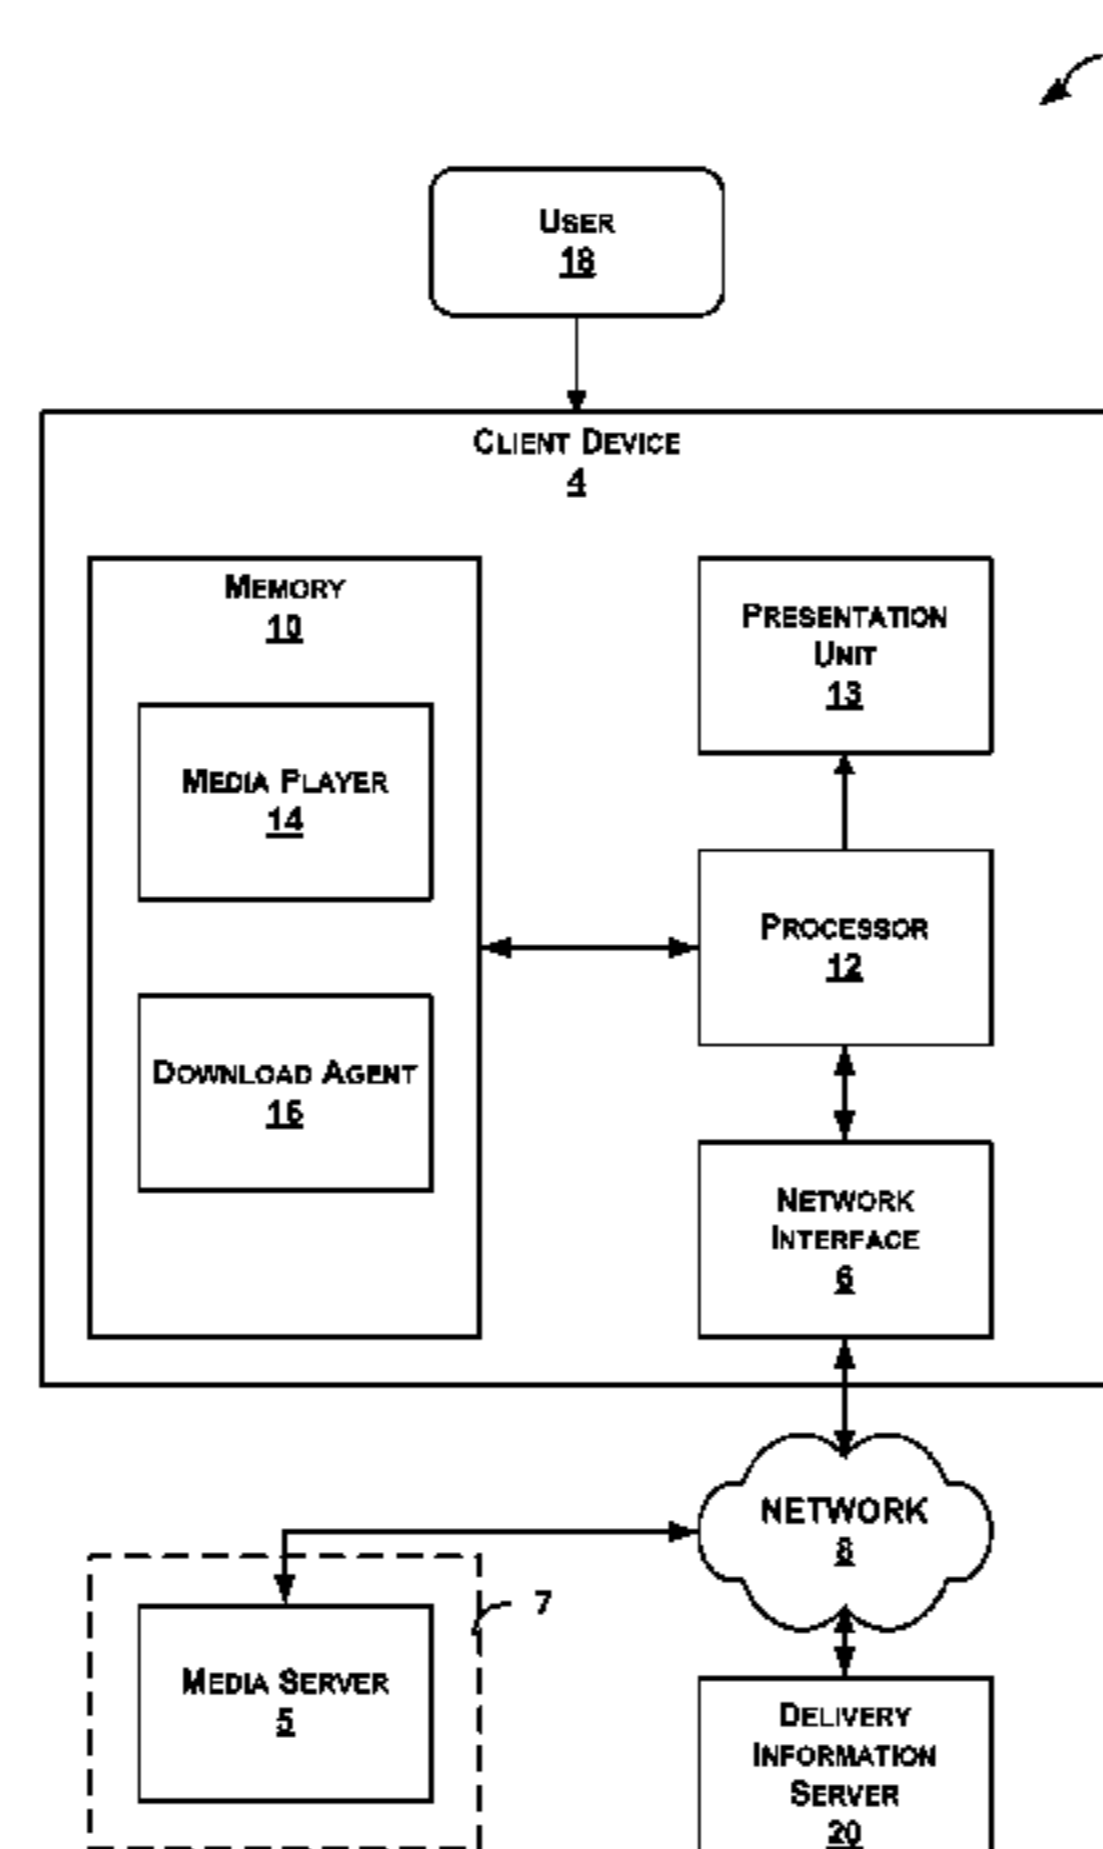 USER
18
CLIENT DEVICE
4
MEMORY
10
PRESENTATION
UNIT
13
MEDIA PLAYER
14
PROCESSOR
12
DOWNLOAD AGENT
16
NETWORK
INTERFACE
6
NETWORK
8
7
MEDIA SERVER
5
DELIVERY
INFORMATION
SERVER
20